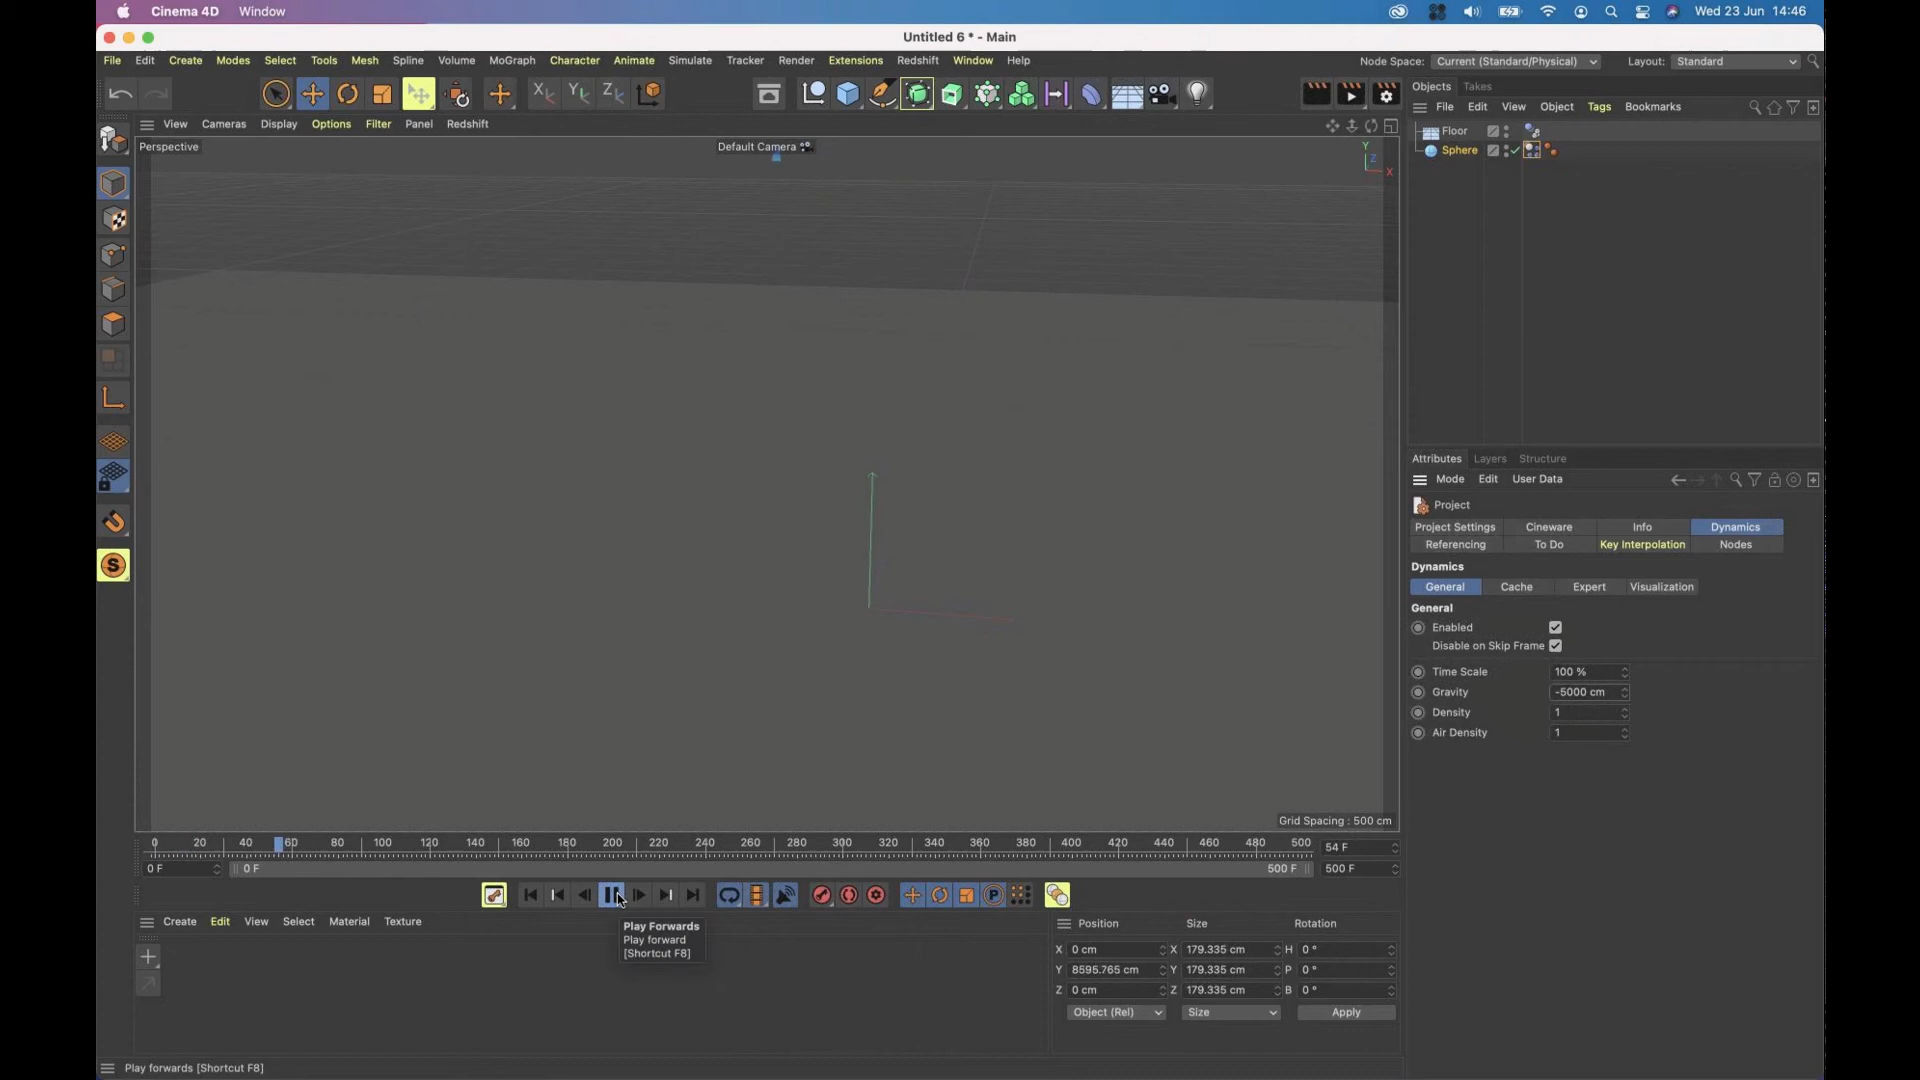 Cinema 4D Window Wed 23 Jun 14:46
Untitled 6 * - Main
File Edit Create Modes Select Tools Mesh Spline Volume MoGraph Character Animate Simulate Tracker Render Extensions Window Help Node Space: Current (Standard/Physical) Layout: Standard
X Y Z
Objects Takes
File Edit View Object Tags Bookmarks
View Cameras Display Options Filter Panel Redshift
Perspective Default Camera
Y
Z
X
Floor
Sphere
Attributes Layers Structure
Mode Edit User Data
Project
Project Settings Cineware Info Dynamics
Referencing To Do Key Interpolation Nodes
Dynamics
General Cache Expert Visualization
General
Enabled
Disable on Skip Frame
Time Scale 100 %
Gravity -5000 cm
Density 1
Air Density 1
S
Grid Spacing : 500 cm
0 20 40 60 80 100 120 140 160 180 200 220 240 260 280 300 320 340 360 380 400 420 440 460 480 500 54 F
0 F 0 F 500 F 500 F
P
Create Edit View Select Material Texture
Play Forwards
Play forward
[Shortcut F8]
Position Size Rotation
X 0 cm X 179.335 cm H 0 °
Y 8595.765 cm Y 179.335 cm P 0 °
Z 0 cm Z 179.335 cm B 0 °
Object (Rel) Size Apply
Play forwards [Shortcut F8]